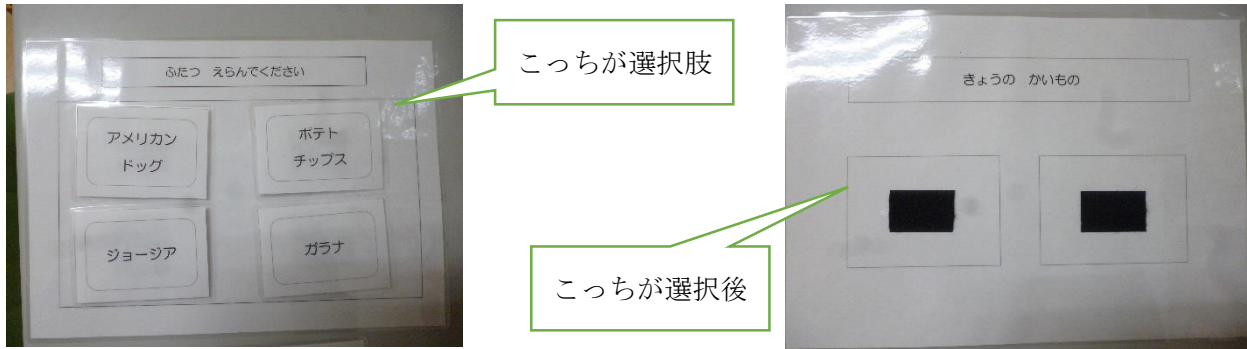 ふたつ えらんでください
アメリカン
ドッグ
ポテト
チップス
ジョージア
ガラナ
こっちが選択肢
きょうの かいもの
こっちが選択後